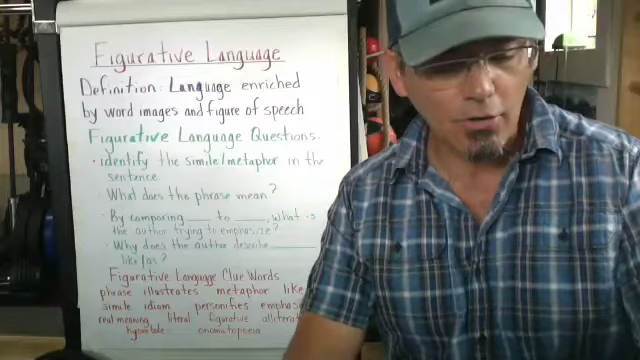 Figurative Language
Definition: Language enriched
by word images and figure of speech
Figurative Language Questions.
• identify the simile/metaphor in the
sentence.
• What does the phrase mean?
• By comparing ___ to ___, what is
the author trying to emphasize?
• Why does the author describe ___
like/as?
Figurative Language Clue Words
phrase illustrates metaphor like
simile idiom personifies
real meaning literal figurative
hyperbole onomatopoeia